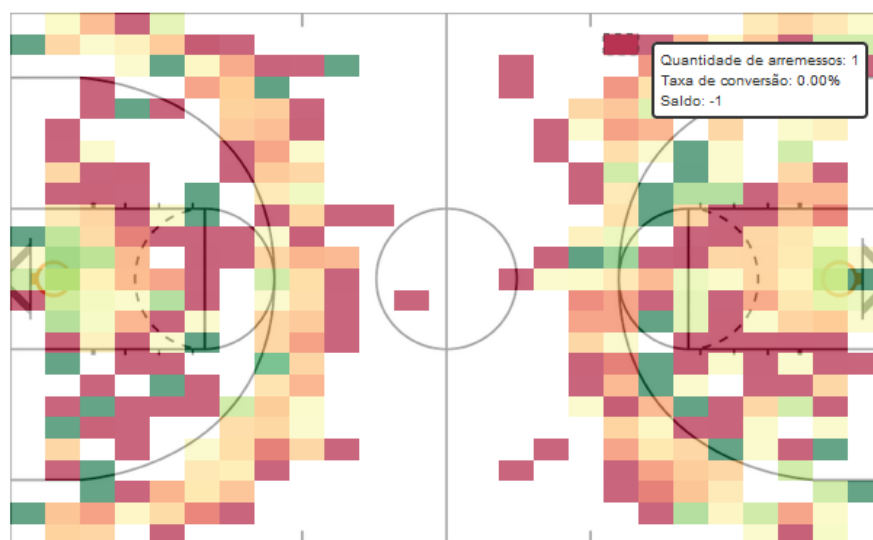 Quantidade de arremessos: 1
Taxa de conversão: 0.00%
Saldo: -1